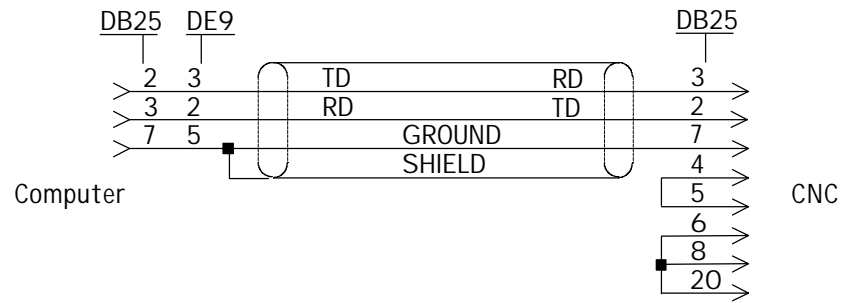 DB25 DE9 DB25
2 3 TD RD 3
3 2 RD TD 2
7 5 GROUND 7
SHIELD 4
Computer 5 CNC
6
8
20